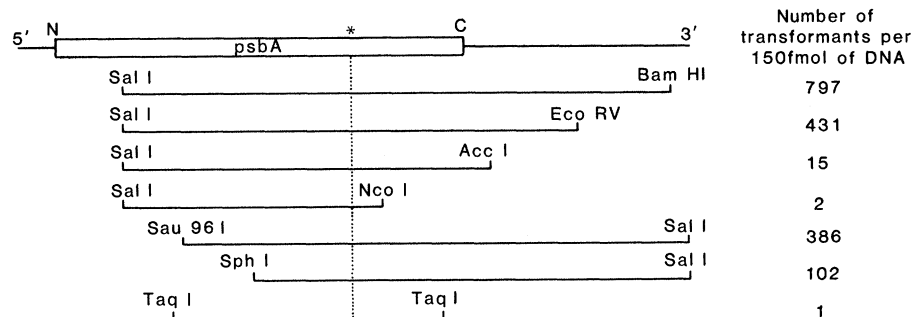 Number of
transformants per
150fmol of DNA
5' N psbA * C 3'
Sal I Bam HI 797
Sal I Eco RV 431
Sal I Acc I 15
Sal I Nco I 2
Sau 96 I Sal I 386
Sph I Sal I 102
Taq I Taq I 1